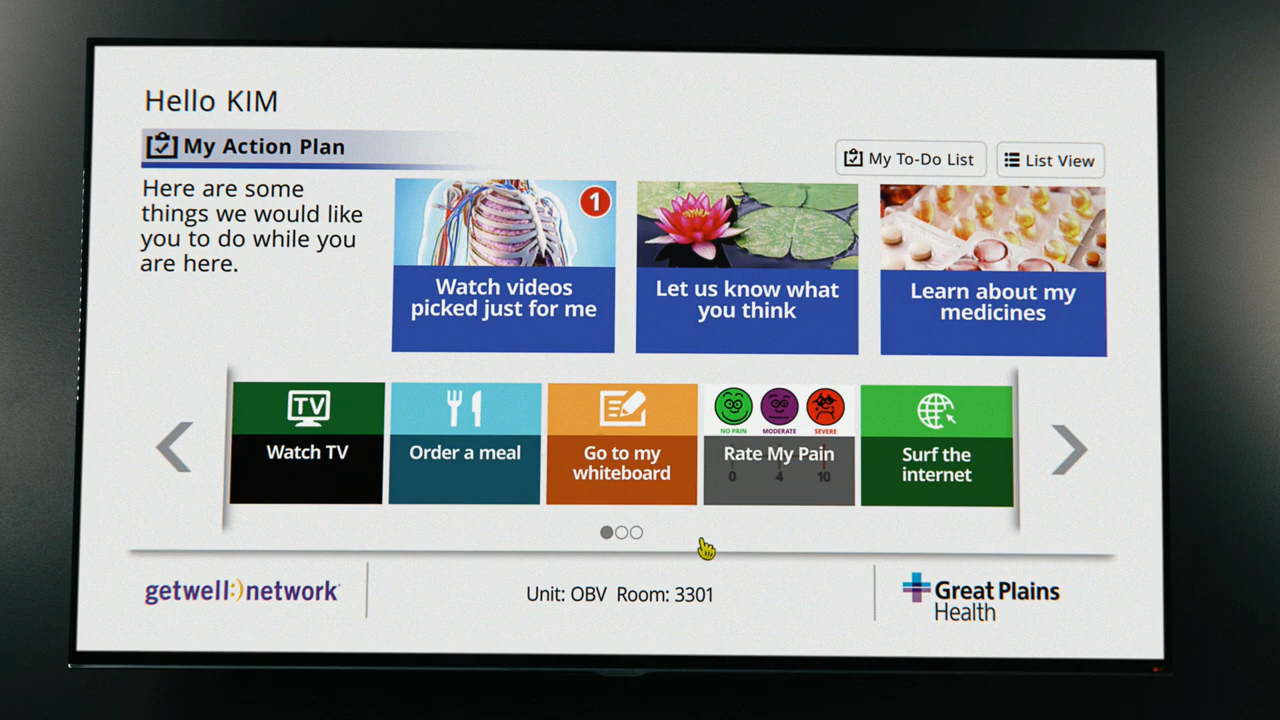 Hello KIM
My Action Plan
My To-Do List
List View
Here are some
things we would like
you to do while you
are here.
1
Watch videos
picked just for me
Let us know what
you think
Learn about my
medicines
TV
Watch TV
Order a meal
Go to my
whiteboard
NO PAIN
MODERATE
SEVERE
Rate My Pain
0
4
10
Surf the
internet
getwell:)network
Unit: OBV Room: 3301
Great Plains
Health